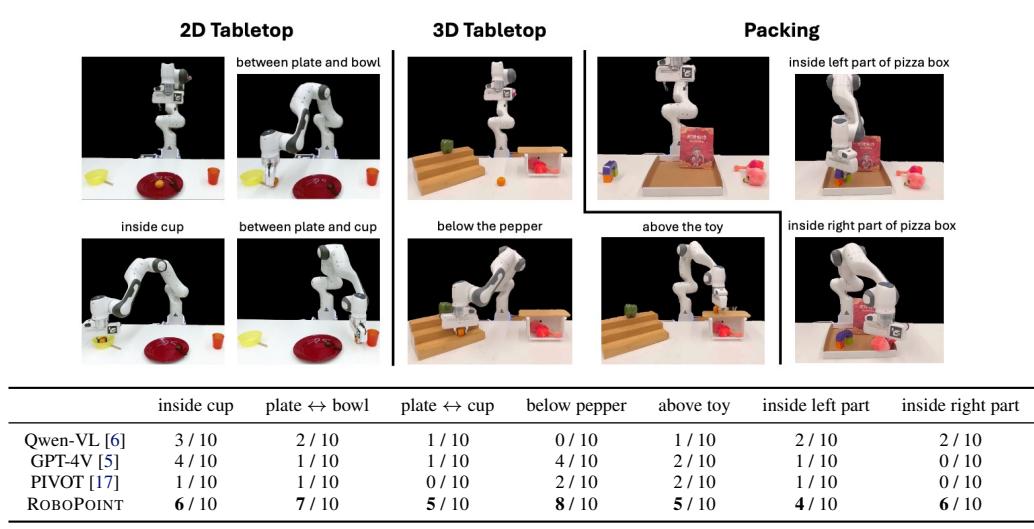 2D Tabletop 3D Tabletop Packing
between plate and bowl inside left part of pizza box
inside cup between plate and cup below the pepper above the toy inside right part of pizza box
inside cup plate ↔ bowl plate ↔ cup below pepper above toy inside left part inside right part
Qwen-VL [6] 3 / 10 2 / 10 1 / 10 0 / 10 1 / 10 2 / 10 2 / 10
GPT-4V [5] 4 / 10 1 / 10 1 / 10 4 / 10 2 / 10 1 / 10 0 / 10
PIVOT [17] 1 / 10 1 / 10 0 / 10 2 / 10 2 / 10 1 / 10 0 / 10
ROBOPOINT 6 / 10 7 / 10 5 / 10 8 / 10 5 / 10 4 / 10 6 / 10